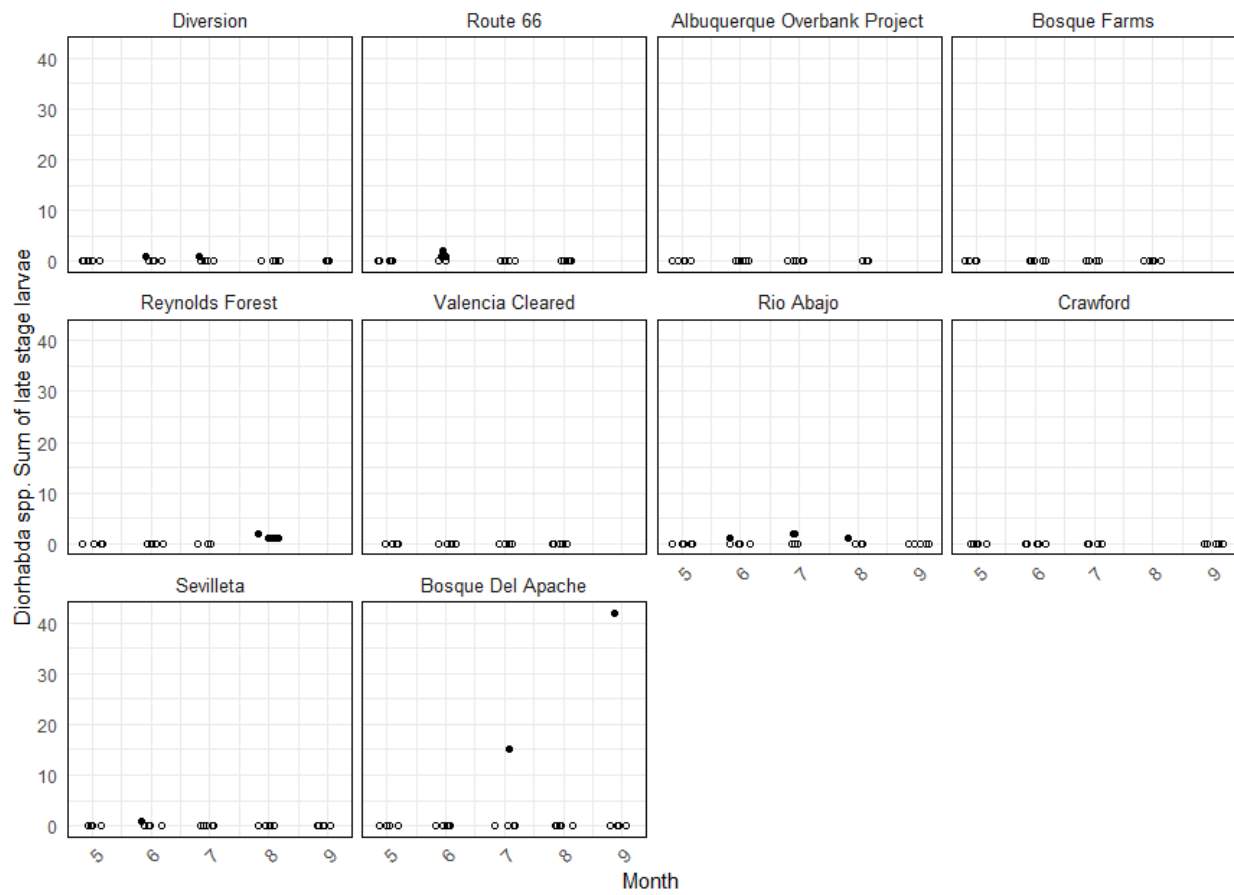 Diversion Route 66 Albuquerque Overbank Project Bosque Farms
40
30
20
10
0
Reynolds Forest Valencia Cleared Rio Abajo Crawford
40
30
20
10
0
5 6 7 8 9 5 6 7 8 9
Sevilleta Bosque Del Apache
40
30
20
10
0
5 6 7 8 9 5 6 7 8 9
Month
Diorhabda spp. Sum of late stage larvae